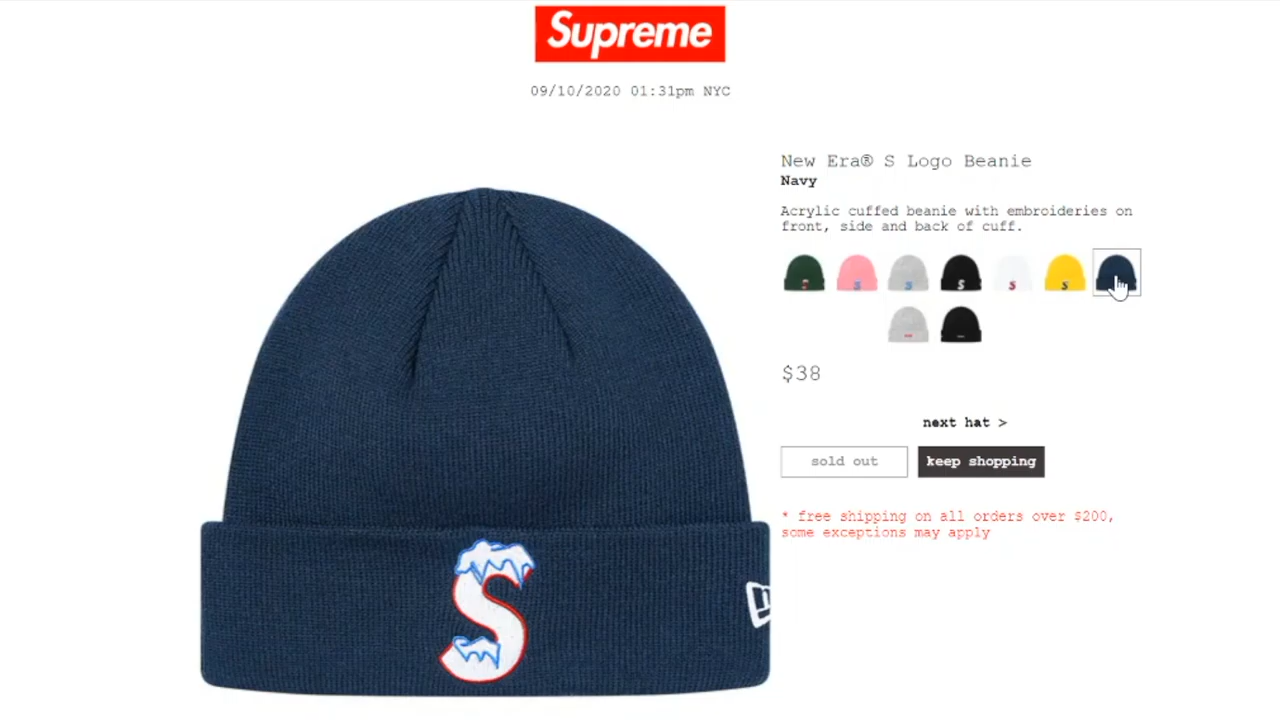 Supreme
09/10/2020 01:31pm NYC
New Era® S Logo Beanie
Navy
Acrylic cuffed beanie with embroideries on
front, side and back of cuff.
$38
next hat >
sold out
keep shopping
* free shipping on all orders over $200,
some exceptions may apply
S